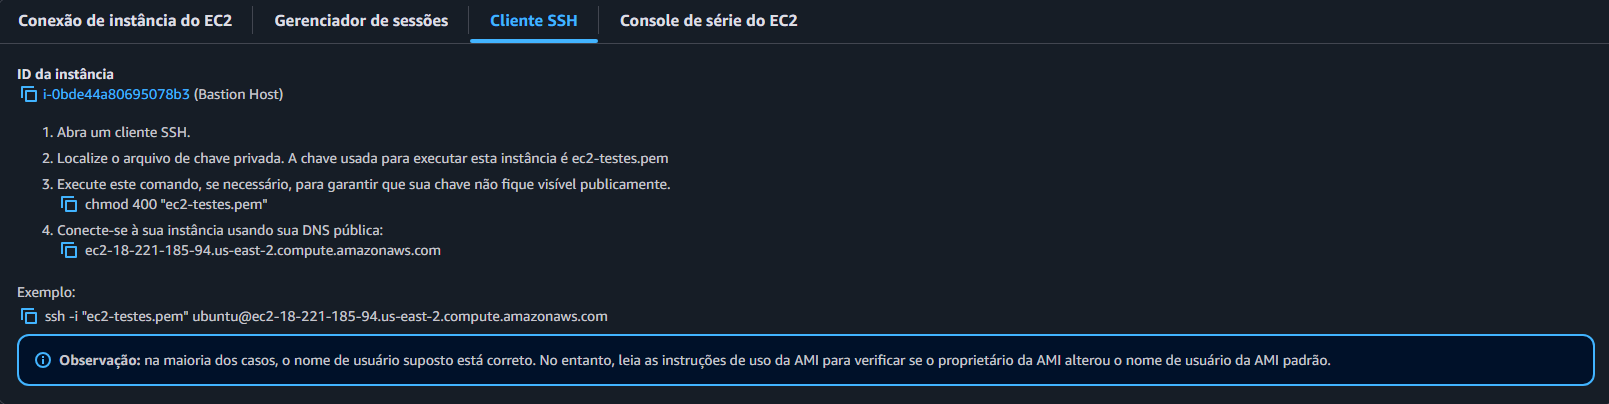 Conexão de instância do EC2 Gerenciador de sessões Cliente SSH Console de série do EC2
ID da instância
i-0bde44a80695078b3 (Bastion Host)
1. Abra um cliente SSH.
2. Localize o arquivo de chave privada. A chave usada para executar esta instância é ec2-testes.pem
3. Execute este comando, se necessário, para garantir que sua chave não fique visível publicamente.
chmod 400 "ec2-testes.pem"
4. Conecte-se à sua instância usando sua DNS pública:
ec2-18-221-185-94.us-east-2.compute.amazonaws.com
Exemplo:
ssh -i "ec2-testes.pem" ubuntu@ec2-18-221-185-94.us-east-2.compute.amazonaws.com
Observação: na maioria dos casos, o nome de usuário suposto está correto. No entanto, leia as instruções de uso da AMI para verificar se o proprietário da AMI alterou o nome de usuário da AMI padrão.